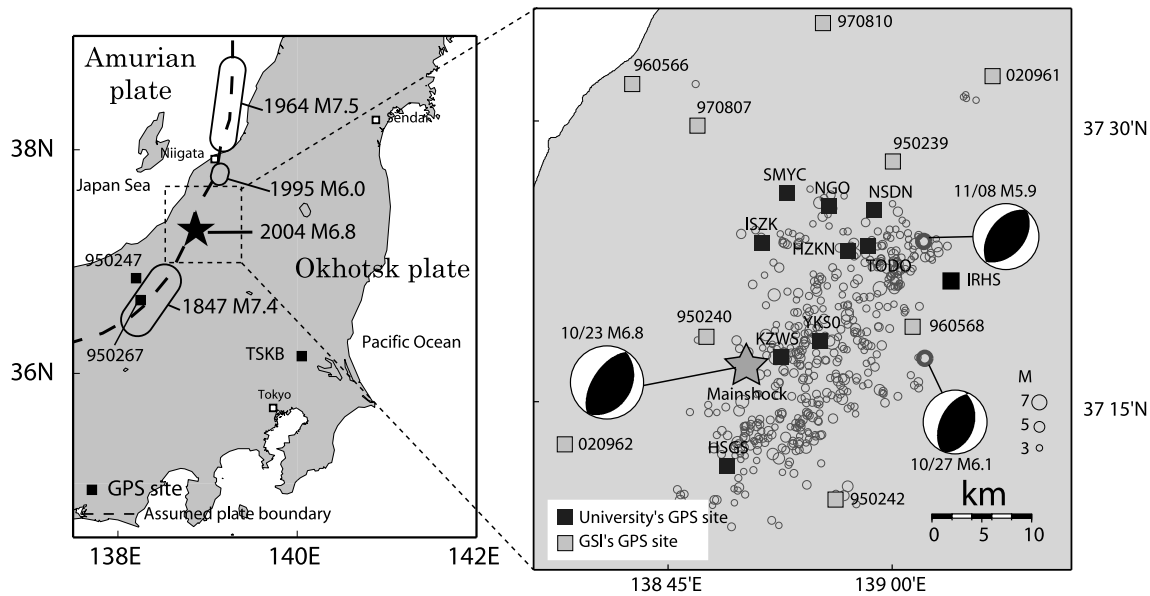 Amurian
plate
1964 M7.5
Sendai
38N
Niigata
Japan Sea
1995 M6.0
2004 M6.8
950247
Okhotsk plate
1847 M7.4
950267
Pacific Ocean
TSKB
36N
Tokyo
GPS site
Assumed plate boundary
138E
140E
142E
970810
960566
020961
970807
37 30'N
950239
SMYC
NGO
NSDN
11/08 M5.9
ISZK
HZKN
TODO
IRHS
950240
YKS0
960568
KZWS
10/23 M6.8
Mainshock
M
7
5
3
37 15'N
020962
HSGS
10/27 M6.1
950242
km
0 5 10
University's GPS site
GSI's GPS site
138 45'E
139 00'E